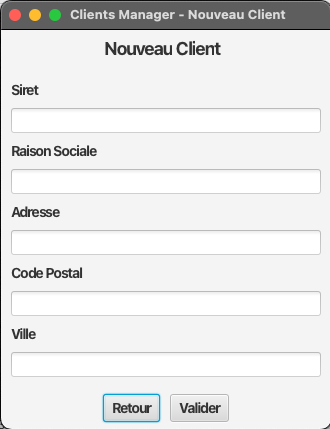 Clients Manager - Nouveau Client
Nouveau Client
Siret
Raison Sociale
Adresse
Code Postal
Ville
Retour Valider